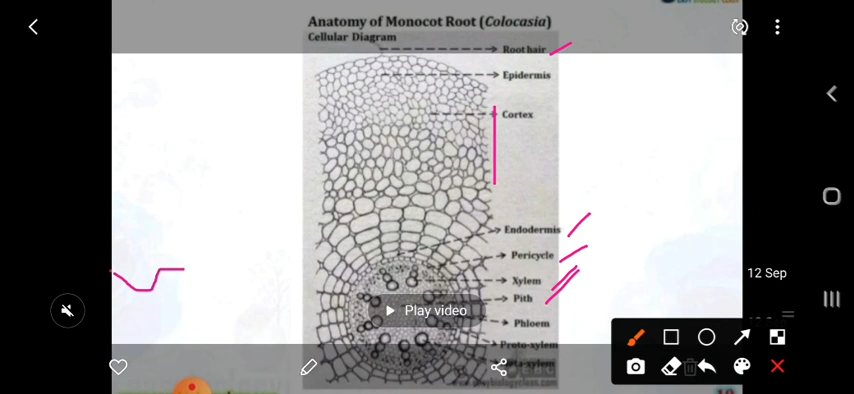 Anatomy of Monocot Root (Colocasia)
Cellular Diagram
Root hair
Epidermis
Cortex
Endodermis
Pericycle
Xylem
Pith
Phloem
Proto-xylem
Play video
12 Sep